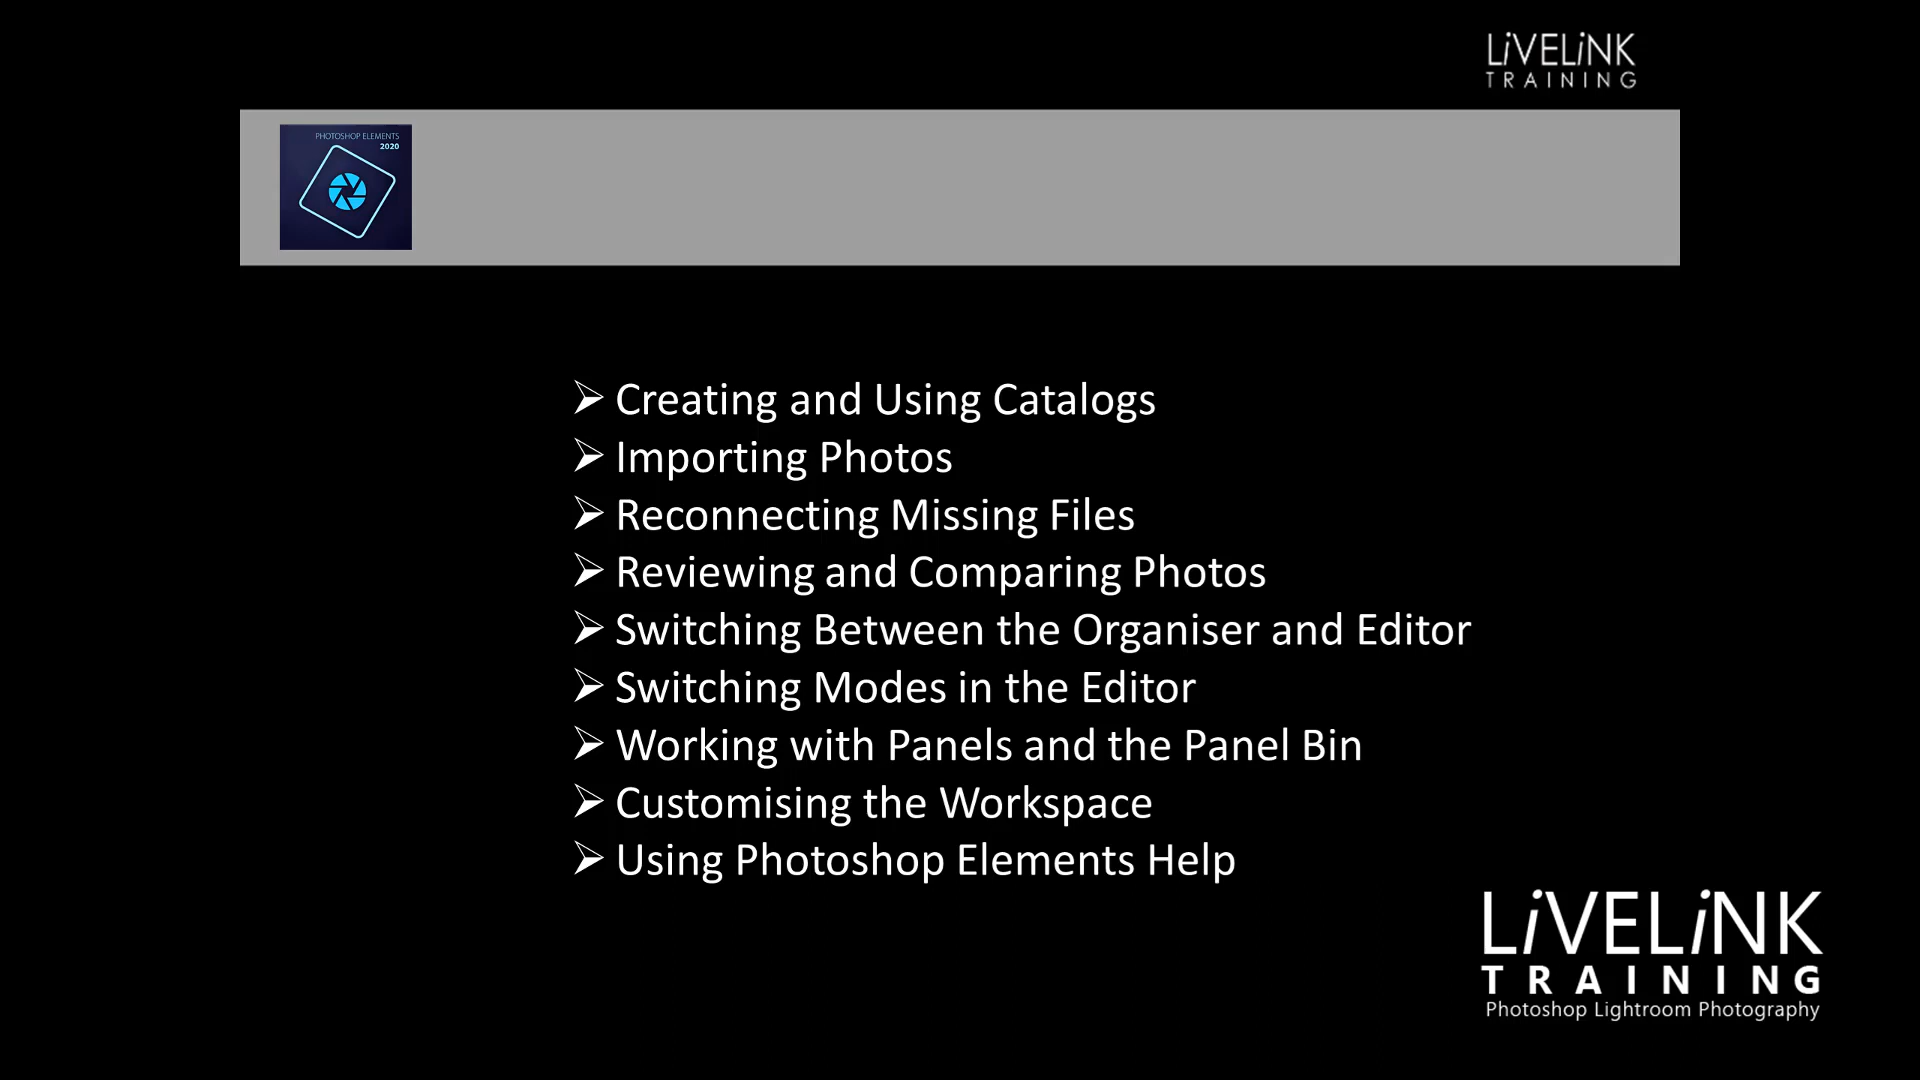 LiVELiNK
TRAINING
PHOTOSHOP ELEMENTS
2020
Creating and Using Catalogs
Importing Photos
Reconnecting Missing Files
Reviewing and Comparing Photos
Switching Between the Organiser and Editor
Switching Modes in the Editor
Working with Panels and the Panel Bin
Customising the Workspace
Using Photoshop Elements Help
LiVELiNK
TRAINING
Photoshop Lightroom Photography